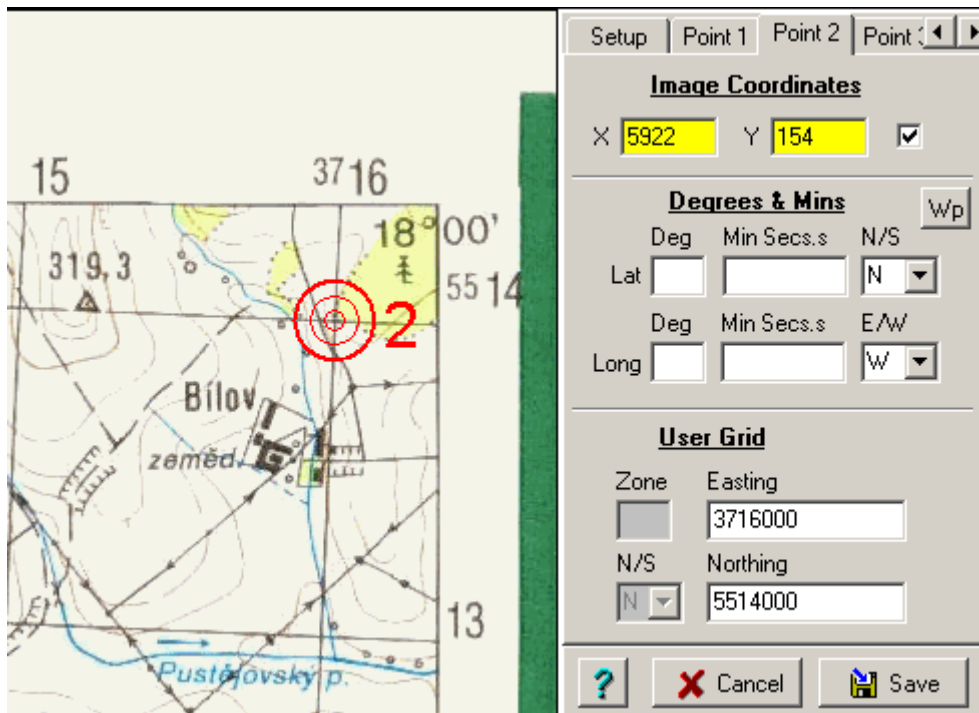 15
3716
18°00'
319,3
55 14
2
Bílov
zeměd.
13
Pustějovský p.
Setup
Point 1
Point 2
Point 3
Image Coordinates
X 5922 Y 154
Degrees & Mins
Wp
Deg Min Secs.s N/S
Lat N
Deg Min Secs.s E/W
Long W
User Grid
Zone Easting
3716000
N/S Northing
N 5514000
? Cancel Save